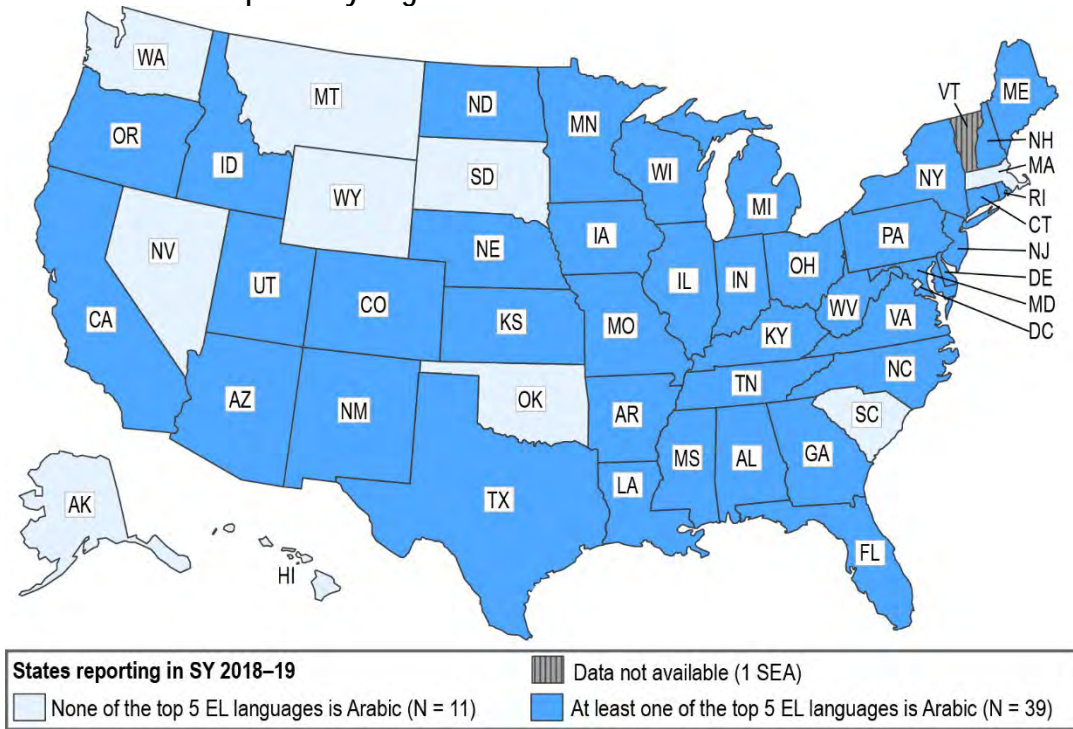 WA
MT
ND
MN
VT
ME
OR
ID
SD
WI
NH
MA
WY
NY
MI
RI
CT
NV
NE
IA
PA
NJ
UT
CO
IL
IN
OH
DE
CA
KS
MO
WV
VA
MD
DC
KY
AZ
NM
OK
AR
TN
NC
SC
MS
AL
GA
TX
LA
AK
HI
FL
States reporting in SY 2018–19
Data not available (1 SEA)
None of the top 5 EL languages is Arabic (N = 11)
At least one of the top 5 EL languages is Arabic (N = 39)